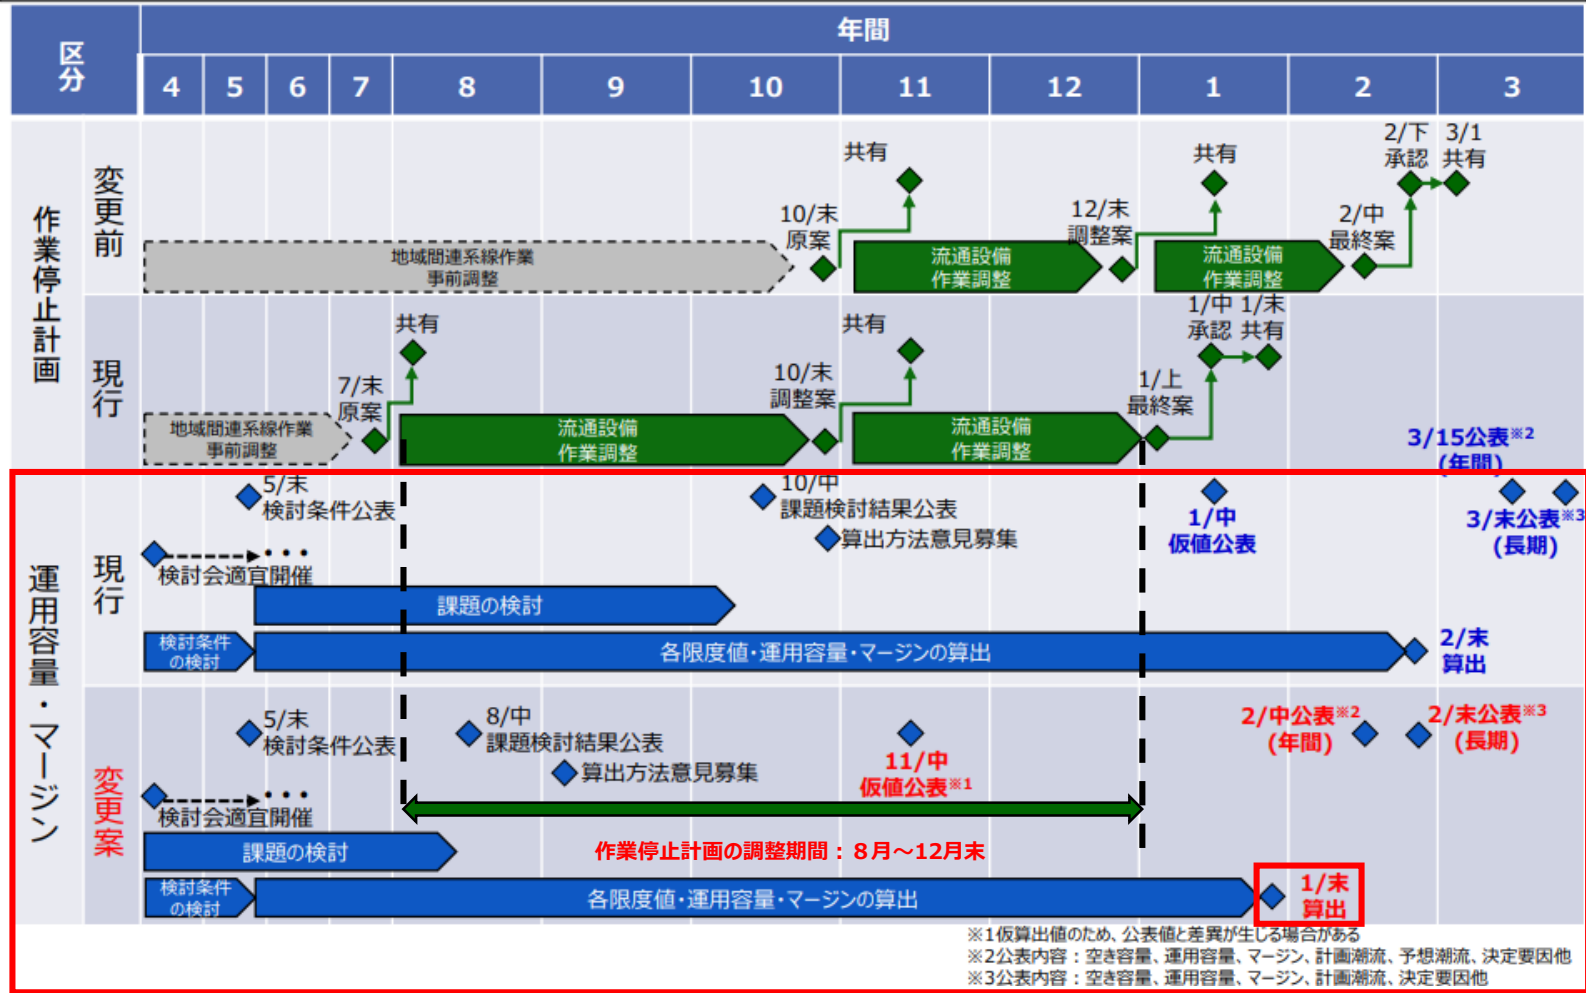 区分
年間
4 5 6 7 8 9 10 11 12 1 2 3
作業停止計画
変更前
地域間連系線作業
事前調整
10/末
原案
共有
流通設備
作業調整
12/末
調整案
共有
流通設備
作業調整
2/中
最終案
2/下
承認
3/1
共有
現行
地域間連系線作業
事前調整
7/末
原案
共有
流通設備
作業調整
10/末
調整案
共有
流通設備
作業調整
1/上
最終案
1/中
承認
1/末
共有
運用容量・マージン
現行
5/末
検討条件公表
・・・
検討会適宜開催
10/中
課題検討結果公表
算出方法意見募集
1/中
仮値公表
3/15公表※2
(年間)
3/末公表※3
(長期)
課題の検討
検討条件
の検討
各限度値・運用容量・マージンの算出
2/末
算出
変更案
5/末
検討条件公表
・・・
検討会適宜開催
8/中
課題検討結果公表
算出方法意見募集
11/中
仮値公表※1
2/中公表※2
(年間)
2/末公表※3
(長期)
課題の検討
作業停止計画の調整期間：８月～12月末
検討条件
の検討
各限度値・運用容量・マージンの算出
1/末
算出
※1仮算出値のため、公表値と差異が生じる場合がある
※2公表内容：空き容量、運用容量、マージン、計画潮流、予想潮流、決定要因他
※3公表内容：空き容量、運用容量、マージン、計画潮流、決定要因他